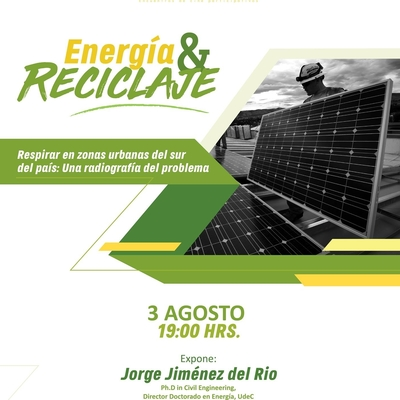 Energía &
RECICLAJE
Respirar en zonas urbanas del sur
del país: Una radiografía del problema
3 AGOSTO
19:00 HRS.
Expone:
Jorge Jiménez del Rio
Ph.D in Civil Engineering,
Director Doctorado en Energía, UdeC